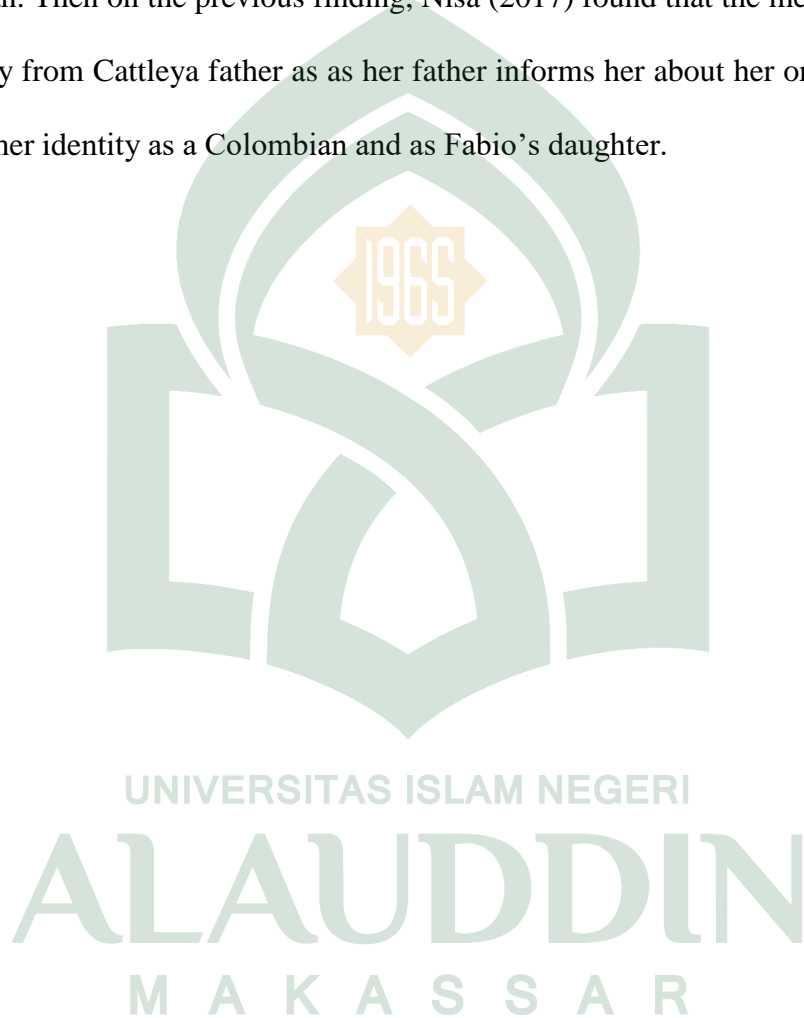 Then on the previous finding, Nisa (2017) found that the
from Cattleya father as as her father informs her about her
her identity as a Colombian and as Fabio's daughter.
1965
UNIVERSITAS ISLAM NEGERI
ALAUDDIN
MAKASSAR